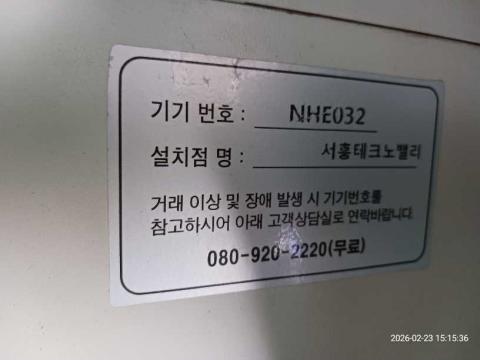 기기 번호 : NHE032
설치점 명 : 서홍테크노밸리
거래 이상 및 장애 발생 시 기기번호를
참고하시어 아래 고객상담실로 연락바랍니다.
080-920-2220(무료)
2026-02-23 15:15:36